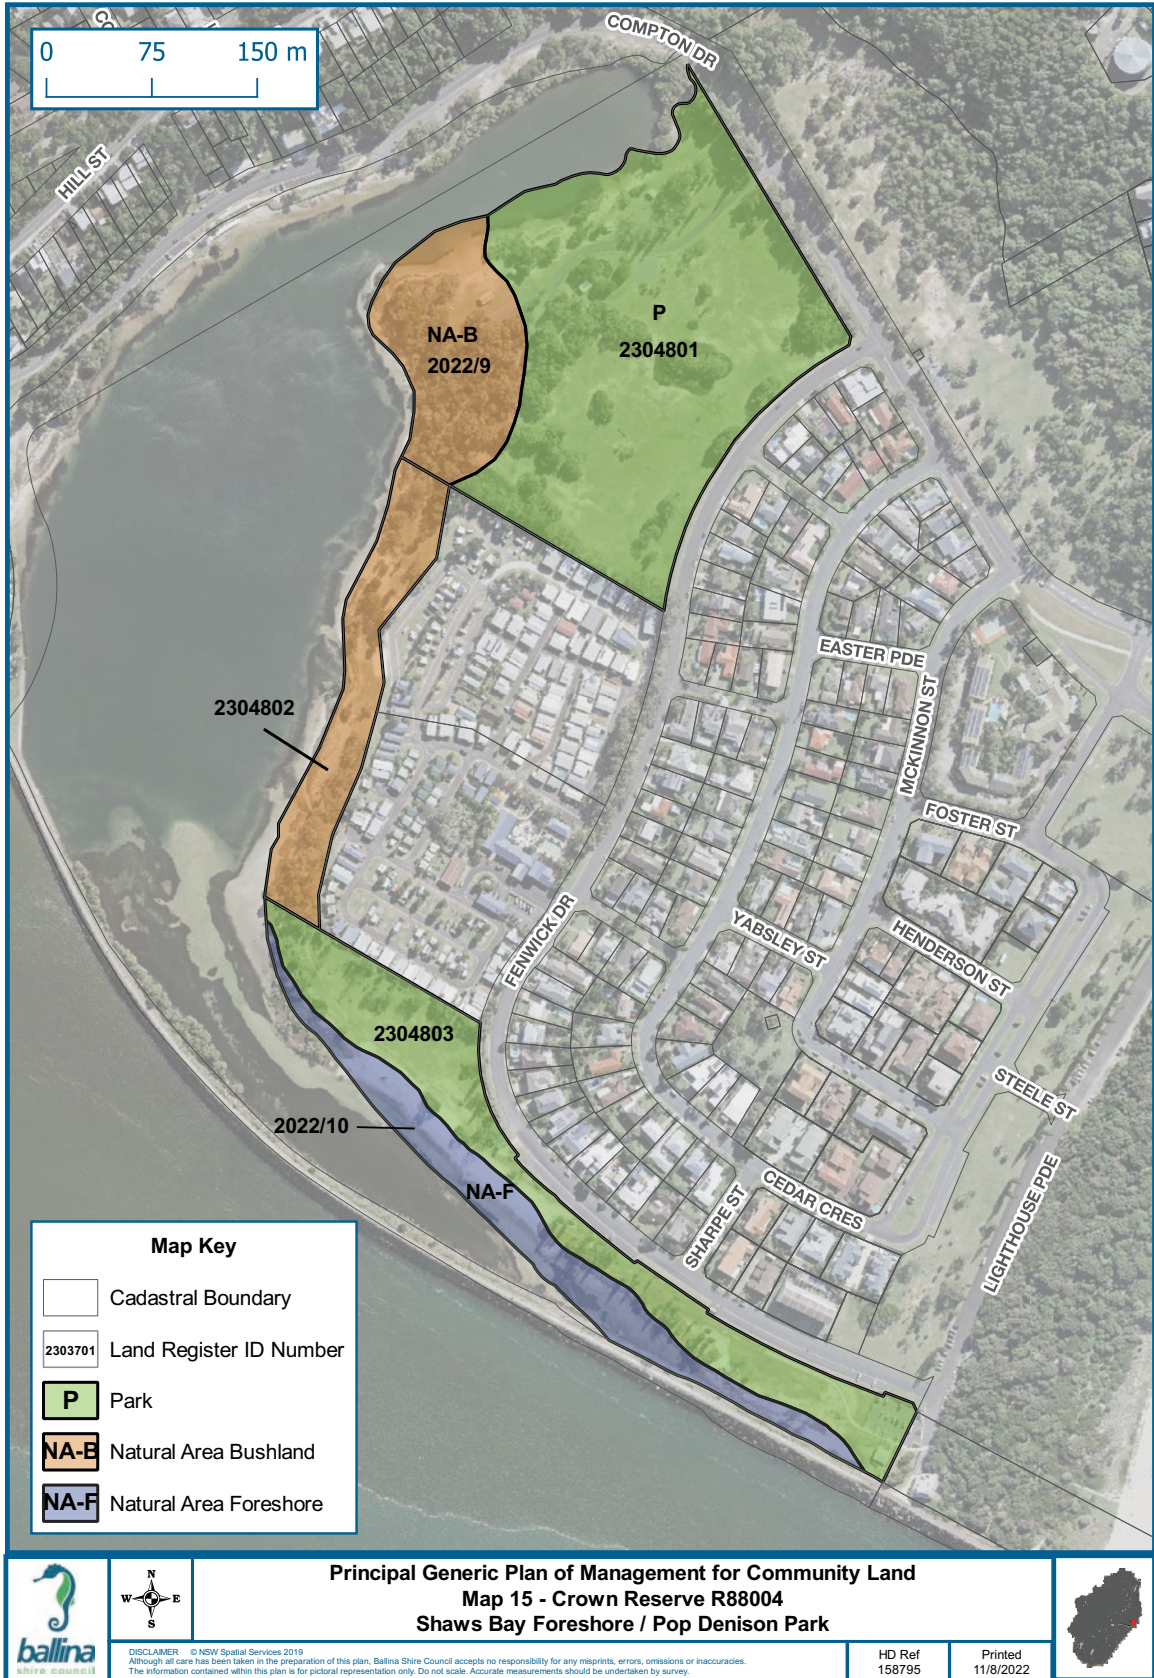 0 75 150 m
COMPTON DR
HILL ST
P
2304801
NA-B
2022/9
EASTER PDE
MCKINNON ST
2304802
FOSTER ST
FENWICK DR
YABSLEY ST
HENDERSON ST
2304803
STEELE ST
2022/10
NA-F
CEDAR CRES
SHARPE ST
LIGHTHOUSE PDE
Map Key
Cadastral Boundary
2303701 Land Register ID Number
P Park
NA-B Natural Area Bushland
NA-F Natural Area Foreshore
ballina
shire council
N
W E
S
Principal Generic Plan of Management for Community Land
Map 15 - Crown Reserve R88004
Shaws Bay Foreshore / Pop Denison Park
DISCLAIMER © NSW Spatial Services 2019
Although all care has been taken in the preparation of this plan, Ballina Shire Council accepts no responsibility for any misprints, errors, omissions or inaccuracies.
The information contained within this plan is for pictoral representation only. Do not scale. Accurate measurements should be undertaken by survey.
HD Ref
158795
Printed
11/8/2022